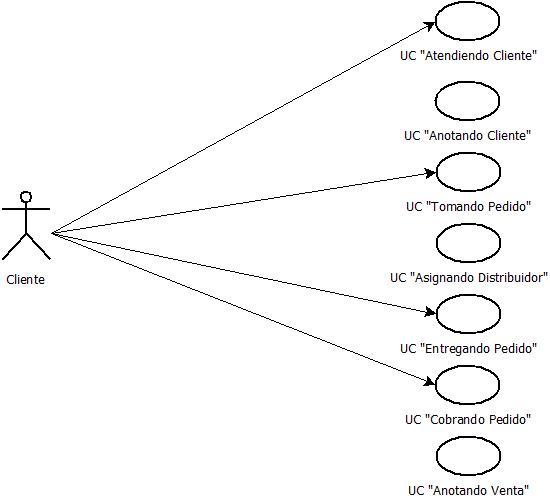 UC "Atendiendo Cliente"
UC "Anotando Cliente"
UC "Tomando Pedido"
Cliente
UC "Asignando Distribuidor"
UC "Entregando Pedido"
UC "Cobrando Pedido"
UC "Anotando Venta"